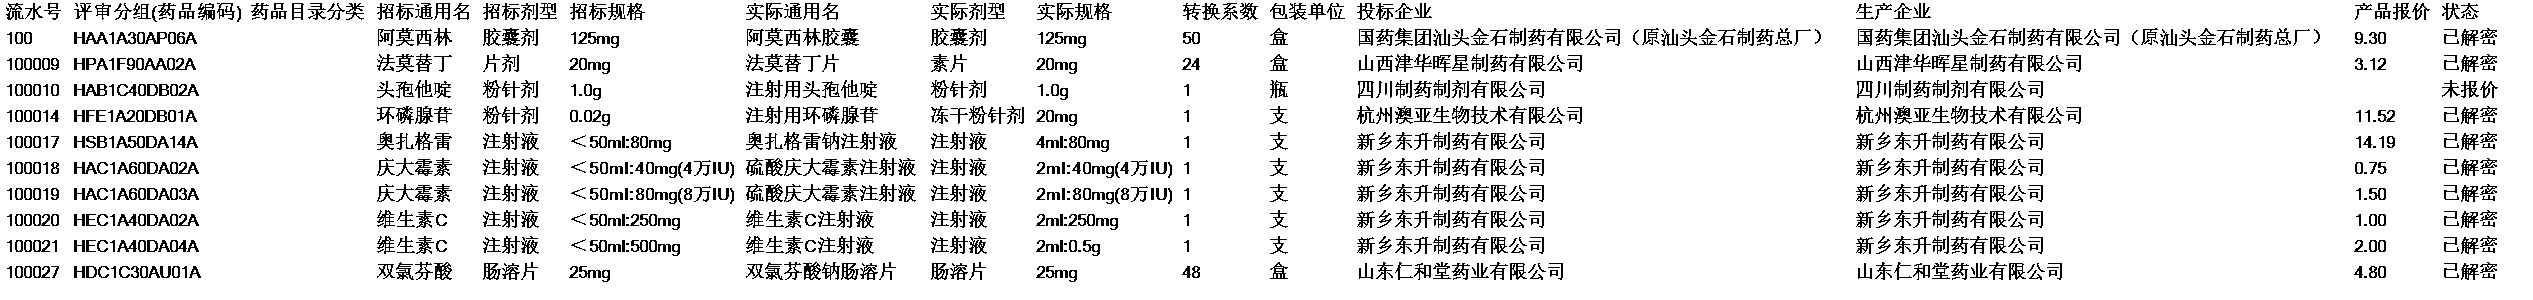 流水号 评审分组(药品编码) 药品目录分类 招标通用名 招标剂型 招标规格 实际通用名 实际剂型 实际规格 转换系数 包装单位 投标企业 生产企业 产品报价 状态
100 HAA1A30AP06A 阿莫西林 胶囊剂 125mg 阿莫西林胶囊 胶囊剂 125mg 50 盒 国药集团汕头金石制药有限公司（原汕头金石制药总厂） 国药集团汕头金石制药有限公司（原汕头金石制药总厂） 9.30 已解密
100009 HPA1F90AA02A 法莫替丁 片剂 20mg 法莫替丁片 素片 20mg 24 盒 山西津华晖星制药有限公司 山西津华晖星制药有限公司 3.12 已解密
100010 HAB1C40DB02A 头孢他啶 粉针剂 1.0g 注射用头孢他啶 粉针剂 1.0g 1 瓶 四川制药制剂有限公司 四川制药制剂有限公司 未报价
100014 HFE1A20DB01A 环磷腺苷 粉针剂 0.02g 注射用环磷腺苷 冻干粉针剂 20mg 1 支 杭州澳亚生物技术有限公司 杭州澳亚生物技术有限公司 11.52 已解密
100017 HSB1A50DA14A 奥扎格雷 注射液 ＜50ml:80mg 奥扎格雷钠注射液 注射液 4ml:80mg 1 支 新乡东升制药有限公司 新乡东升制药有限公司 14.19 已解密
100018 HAC1A60DA02A 庆大霉素 注射液 ＜50ml:40mg(4万IU) 硫酸庆大霉素注射液 注射液 2ml:40mg(4万IU) 1 支 新乡东升制药有限公司 新乡东升制药有限公司 0.75 已解密
100019 HAC1A60DA03A 庆大霉素 注射液 ＜50ml:80mg(8万IU) 硫酸庆大霉素注射液 注射液 2ml:80mg(8万IU) 1 支 新乡东升制药有限公司 新乡东升制药有限公司 1.50 已解密
100020 HEC1A40DA02A 维生素C 注射液 ＜50ml:250mg 维生素C注射液 注射液 2ml:250mg 1 支 新乡东升制药有限公司 新乡东升制药有限公司 1.00 已解密
100021 HEC1A40DA04A 维生素C 注射液 ＜50ml:500mg 维生素C注射液 注射液 2ml:0.5g 1 支 新乡东升制药有限公司 新乡东升制药有限公司 2.00 已解密
100027 HDC1C30AU01A 双氯芬酸 肠溶片 25mg 双氯芬酸钠肠溶片 肠溶片 25mg 48 盒 山东仁和堂药业有限公司 山东仁和堂药业有限公司 4.80 已解密